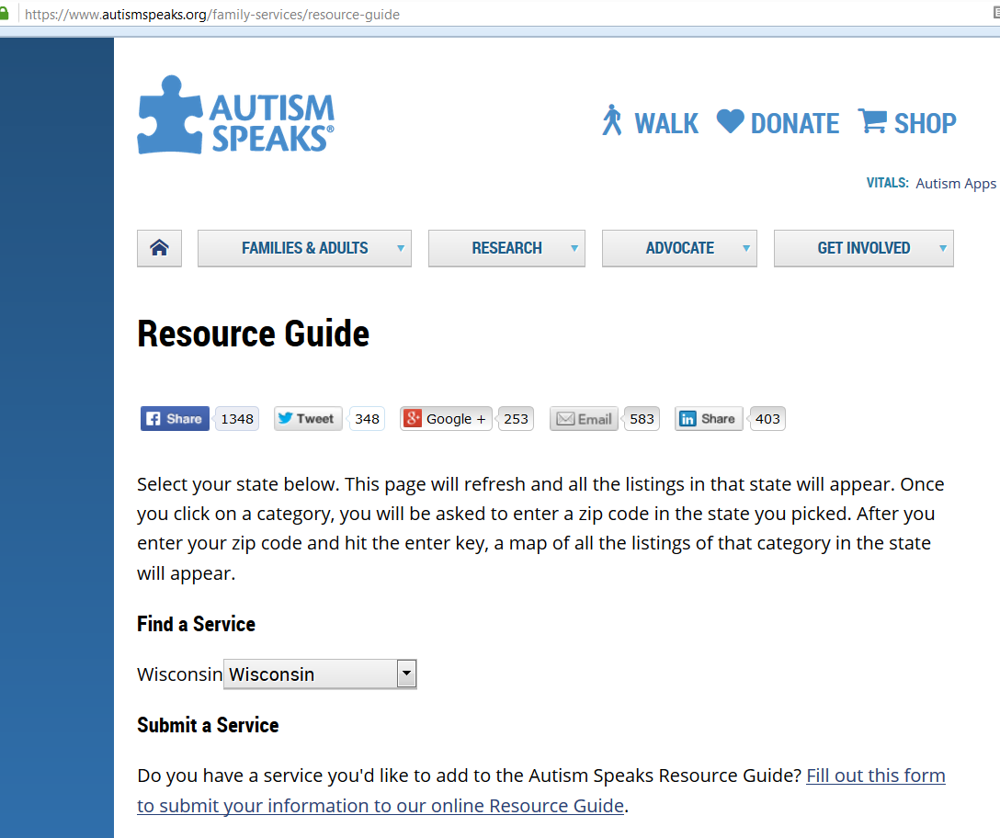 https://www.autismspeaks.org/family-services/resource-guide
AUTISM
SPEAKS®
WALK DONATE SHOP
VITALS: Autism Apps
FAMILIES & ADULTS RESEARCH ADVOCATE GET INVOLVED
Resource Guide
Share 1348 Tweet 348 Google + 253 Email 583 Share 403
Select your state below. This page will refresh and all the listings in that state will appear. Once
you click on a category, you will be asked to enter a zip code in the state you picked. After you
enter your zip code and hit the enter key, a map of all the listings of that category in the state
will appear.
Find a Service
Wisconsin Wisconsin
Submit a Service
Do you have a service you'd like to add to the Autism Speaks Resource Guide? Fill out this form
to submit your information to our online Resource Guide.